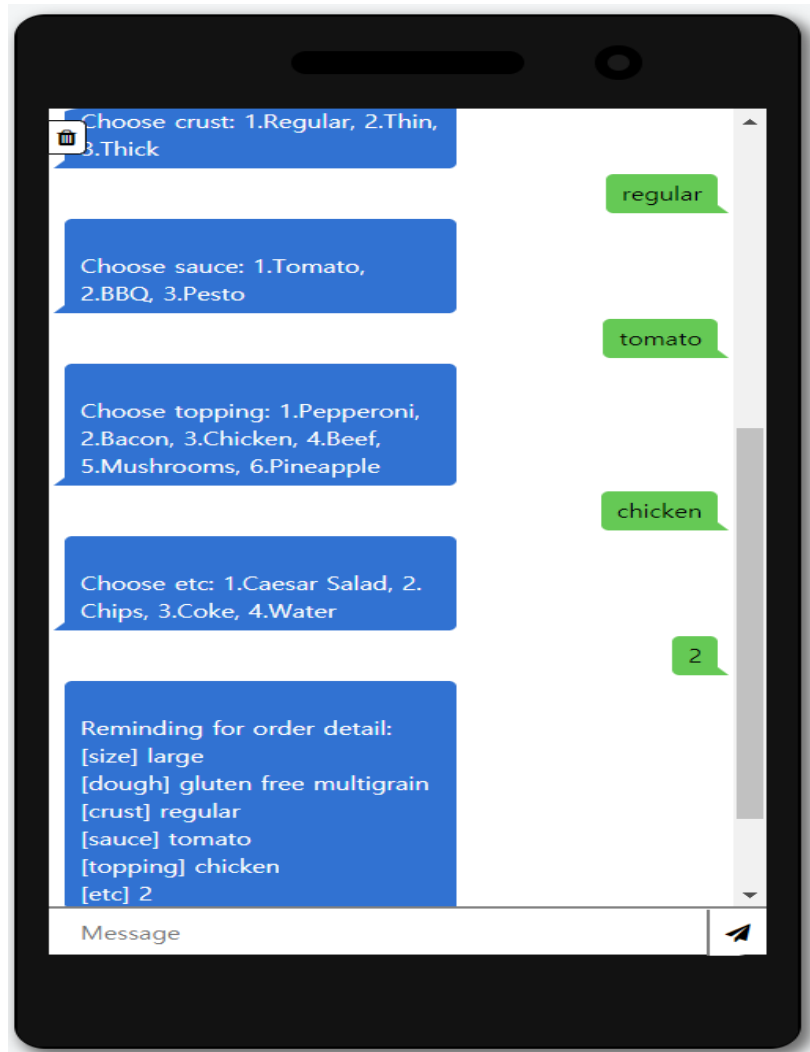 Choose crust: 1.Regular, 2.Thin,
3.Thick
regular
Choose sauce: 1.Tomato,
2.BBQ, 3.Pesto
tomato
Choose topping: 1.Pepperoni,
2.Bacon, 3.Chicken, 4.Beef,
5.Mushrooms, 6.Pineapple
chicken
Choose etc: 1.Caesar Salad, 2.
Chips, 3.Coke, 4.Water
2
Reminding for order detail:
[size] large
[dough] gluten free multigrain
[crust] regular
[sauce] tomato
[topping] chicken
[etc] 2
Message